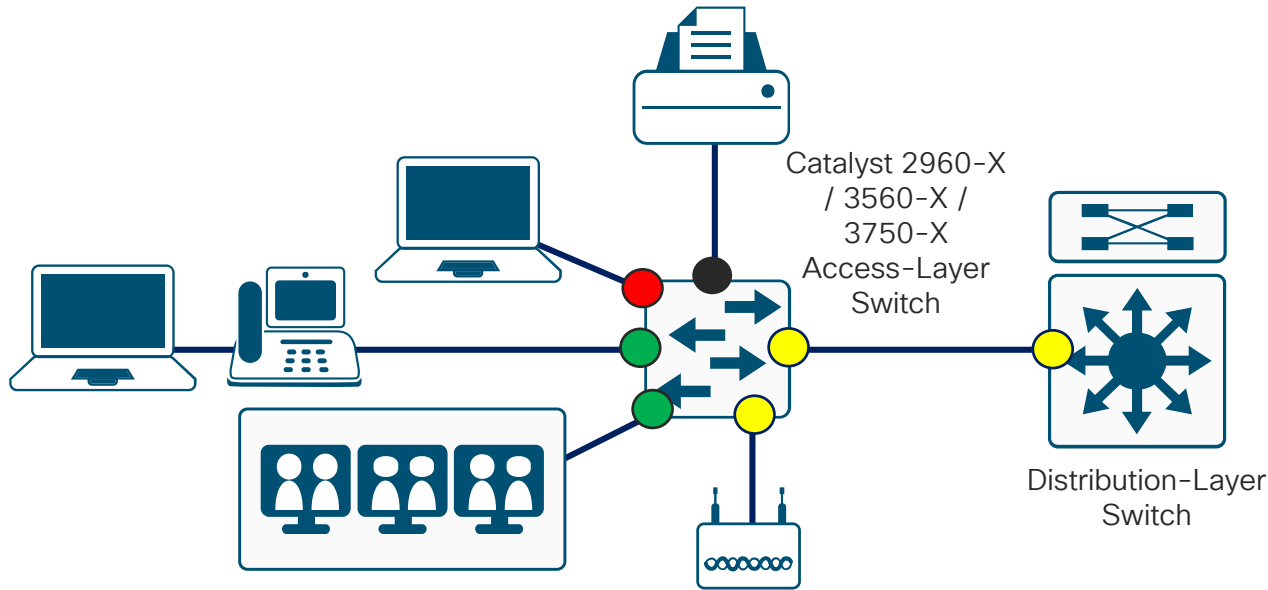 Catalyst 2960-X
/ 3560-X /
3750-X
Access-Layer
Switch
Distribution-Layer
Switch